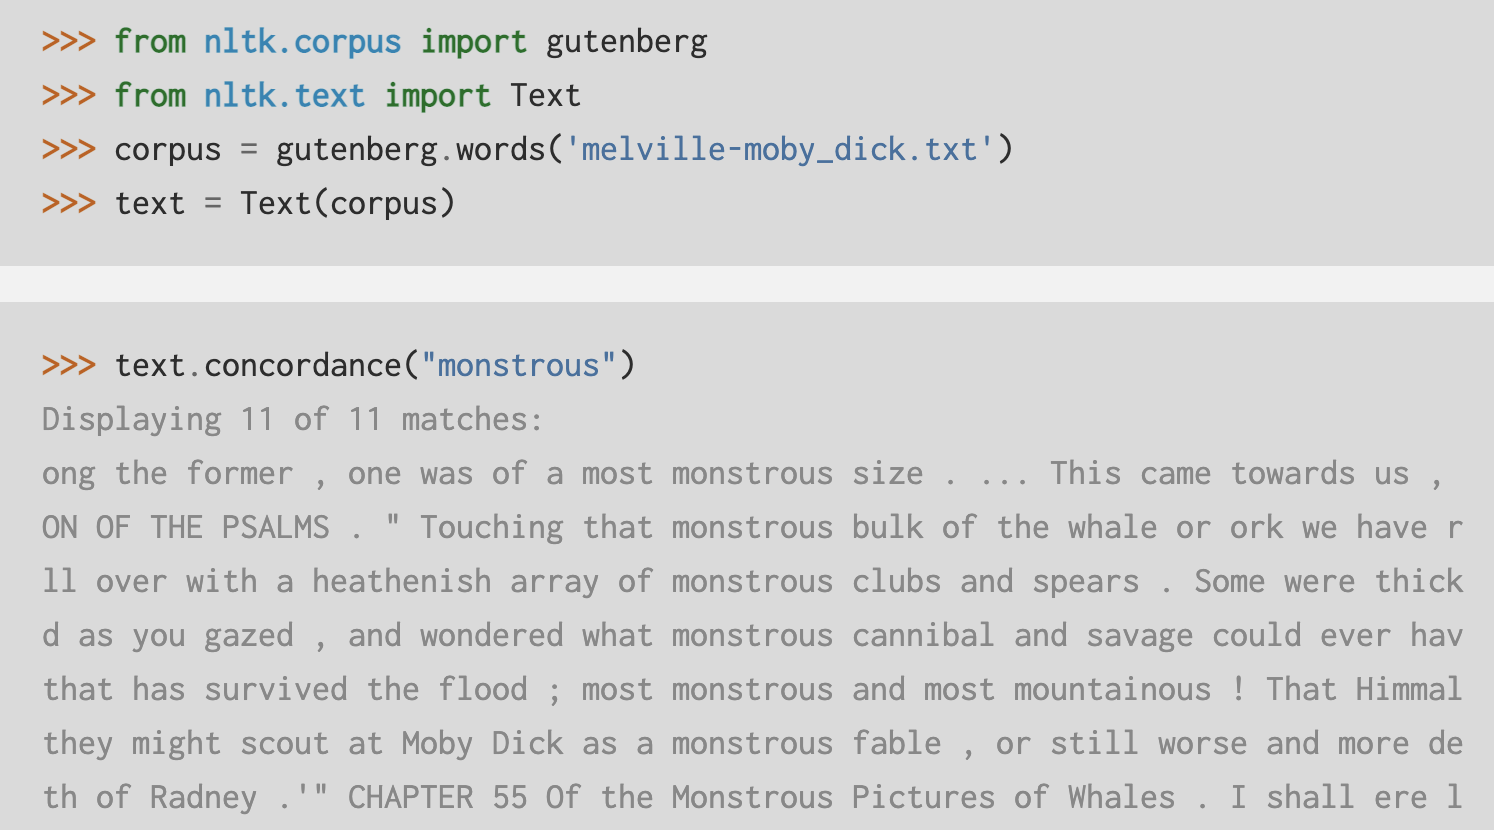 >>> from nltk.corpus import gutenberg
>>> from nltk.text import Text
>>> corpus = gutenberg.words('melville-moby_dick.txt')
>>> text = Text(corpus)
>>> text.concordance("monstrous")
Displaying 11 of 11 matches:
ong the former , one was of a most monstrous size . ... This came towards us ,
ON OF THE PSALMS . " Touching that monstrous bulk of the whale or ork we have r
ll over with a heathenish array of monstrous clubs and spears . Some were thick
d as you gazed , and wondered what monstrous cannibal and savage could ever hav
that has survived the flood ; most monstrous and most mountainous ! That Himmal
they might scout at Moby Dick as a monstrous fable , or still worse and more de
th of Radney .'" CHAPTER 55 Of the Monstrous Pictures of Whales . I shall ere l